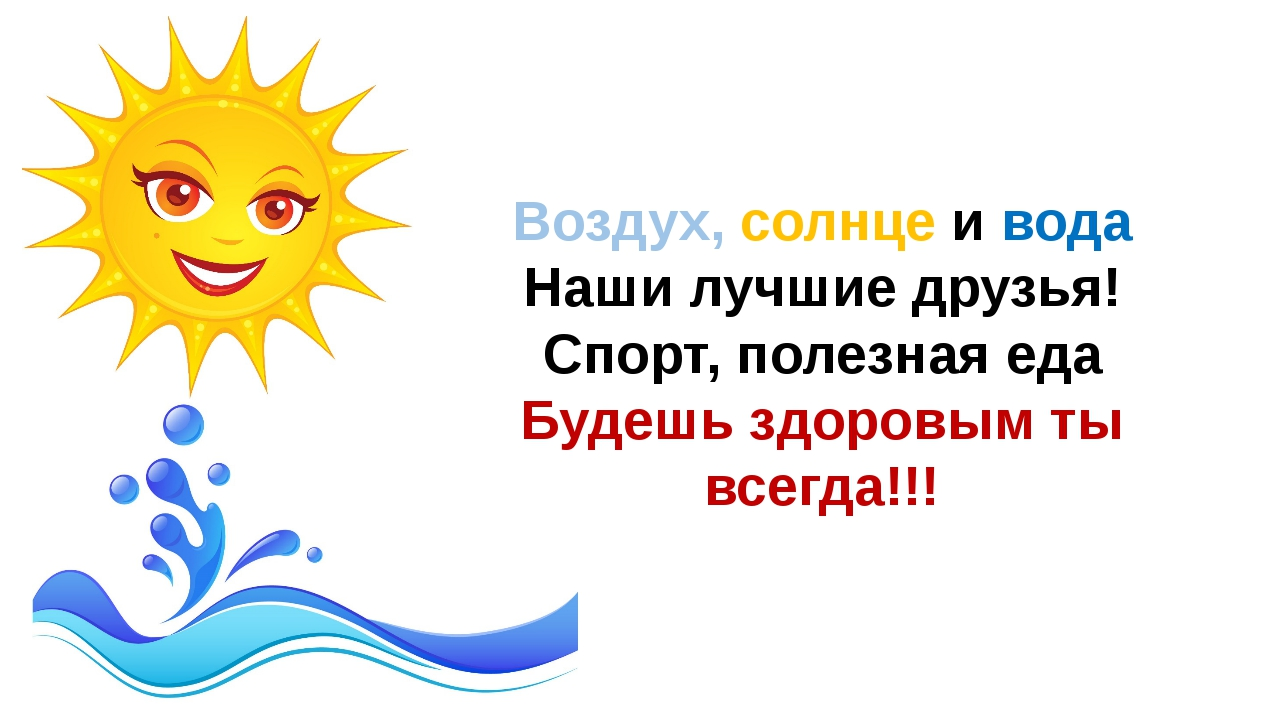 Воздух, солнце и вода
Наши лучшие друзья!
Спорт, полезная еда
Будешь здоровым ты
всегда!!!